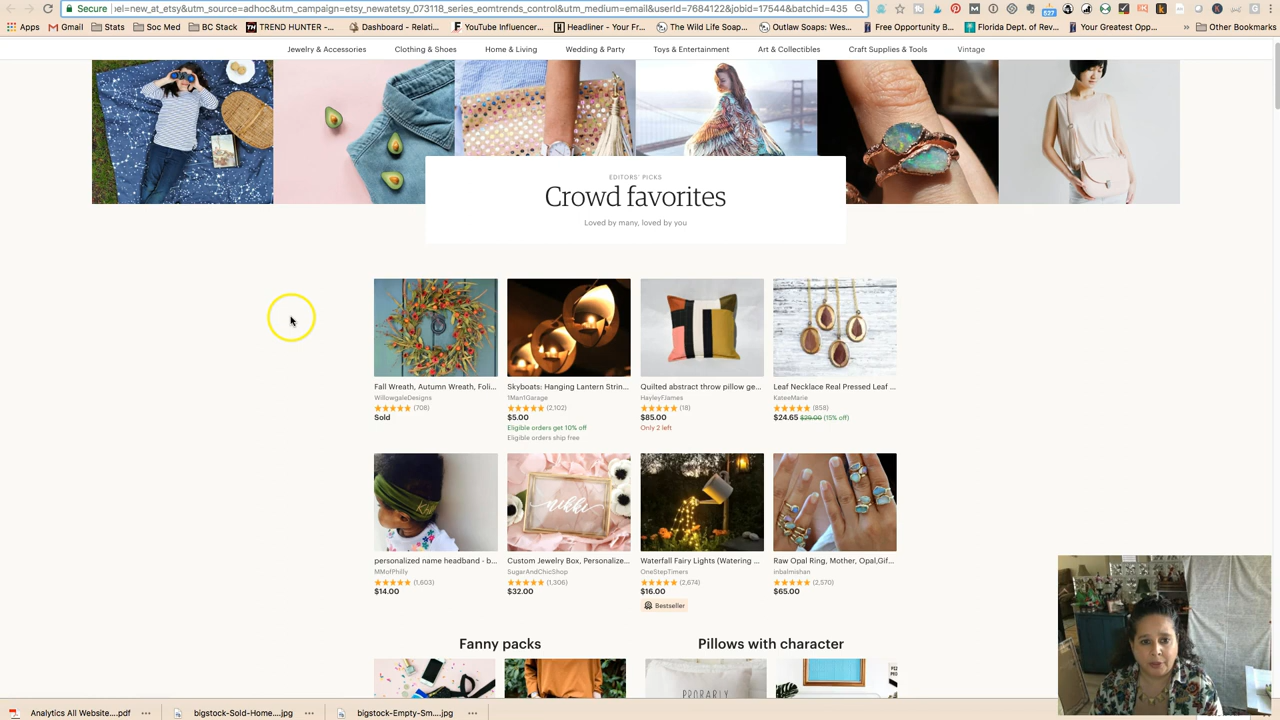 Secure
el=new_at_etsy&utm_source=adhoc&utm_campaign=etsy_newatetsy_073118_series_eomtrends_control&utm_medium=email&userId=7684122&jobid=17544&batchid=435
577
Apps Gmail Stats Soc Med BC Stack TREND HUNTER -... Dashboard - Relati... YouTube Influencer... Headliner - Your Fr... The Wild Life Soap... Outlaw Soaps: Wes... Free Opportunity B... Florida Dept. of Rev... Your Greatest Opp... » Other Bookmarks
Jewelry & Accessories Clothing & Shoes Home & Living Wedding & Party Toys & Entertainment Art & Collectibles Craft Supplies & Tools Vintage
EDITORS' PICKS
Crowd favorites
Loved by many, loved by you
Fall Wreath, Autumn Wreath, Foli...
WillowgaleDesigns
(708)
Sold
Skyboats: Hanging Lantern Strin...
1Man1Garage
(2,102)
$5.00
Eligible orders get 10% off
Eligible orders ship free
Quilted abstract throw pillow ge...
HayleyFJames
(18)
$85.00
Only 2 left
Leaf Necklace Real Pressed Leaf ...
KateeMarie
(858)
$24.65 $29.00 (15% off)
personalized name headband - b...
MMofPhilly
(1,603)
$14.00
nikki
Custom Jewelry Box, Personalize...
SugarAndChicShop
(1,306)
$32.00
Waterfall Fairy Lights (Watering ...
OneStepTimers
(2,674)
$16.00
Bestseller
Raw Opal Ring, Mother, Opal,Gif...
inbalmishan
(2,570)
$65.00
Fanny packs
Pillows with character
PROBABLY
Analytics All Website....pdf
bigstock-Sold-Home....jpg
bigstock-Empty-Sm....jpg